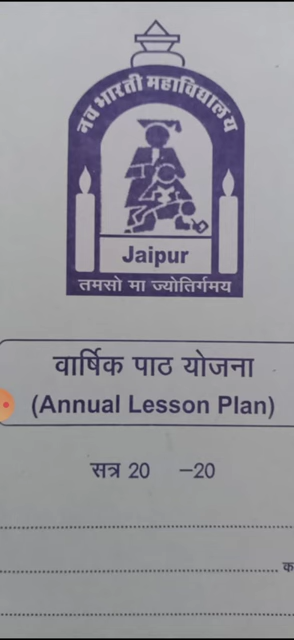 नव भारती महाविद्यालय
Jaipur
तमसो मा ज्योतिर्गमय
वार्षिक पाठ योजना
(Annual Lesson Plan)
सत्र 20 –20